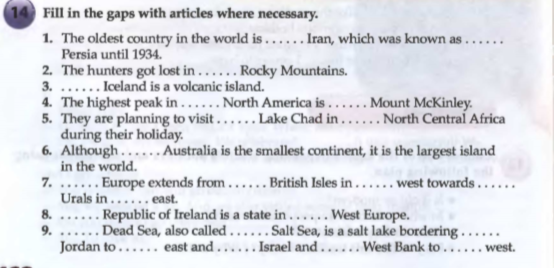 14 Fill in the gaps with articles where necessary.
1. The oldest country in the world is . . . . . . Iran, which was known as . . . . . .
Persia until 1934.
2. The hunters got lost in . . . . . . Rocky Mountains.
3. . . . . . . Iceland is a volcanic island.
4. The highest peak in . . . . . . North America is . . . . . . Mount McKinley.
5. They are planning to visit . . . . . . Lake Chad in . . . . . . North Central Africa
during their holiday.
6. Although . . . . . . Australia is the smallest continent, it is the largest island
in the world.
7. . . . . . . Europe extends from . . . . . . British Isles in . . . . . . west towards . . . . . .
Urals in . . . . . . east.
8. . . . . . . Republic of Ireland is a state in . . . . . . West Europe.
9. . . . . . . Dead Sea, also called . . . . . . Salt Sea, is a salt lake bordering . . . . . .
Jordan to . . . . . . east and . . . . . . Israel and . . . . . . West Bank to . . . . . . west.